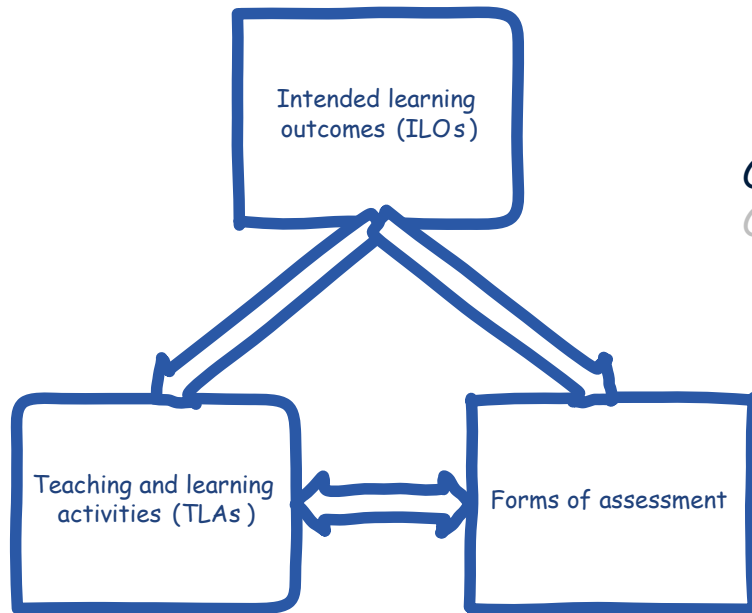 Intended learning
outcomes (ILOs)
Teaching and learning
activities (TLAs)
Forms of assessment